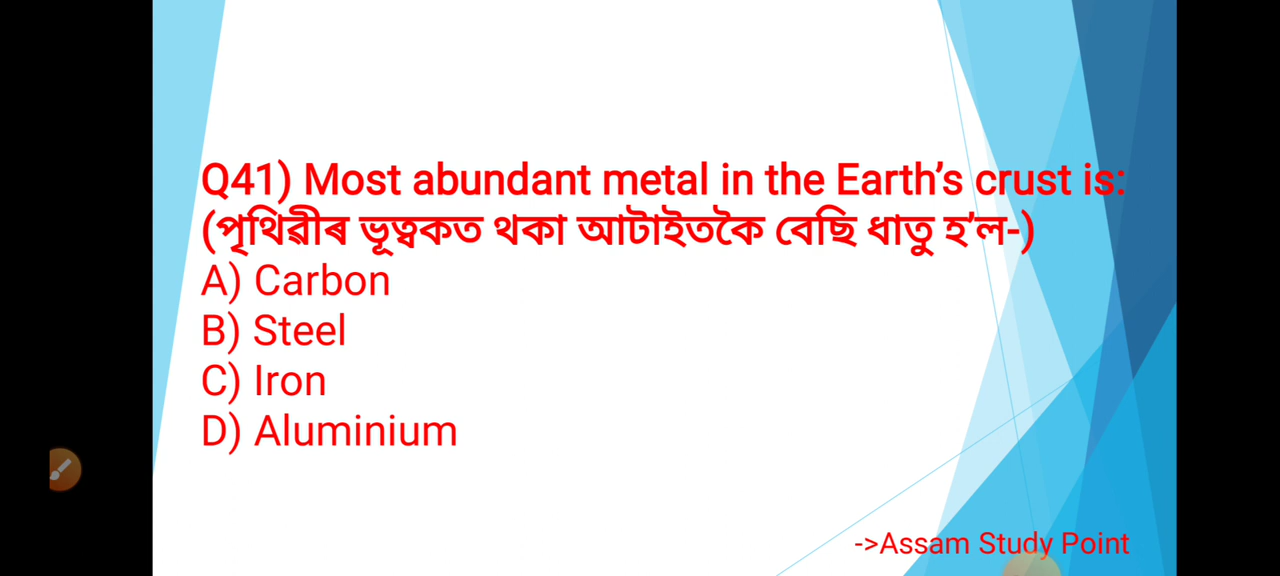 Q41) Most abundant metal in the Earth’s crust is:
(পৃথিৱীৰ ভূত্বকত থকা আটাইতকৈ বেছি ধাতু হ’ল-)
A) Carbon
B) Steel
C) Iron
D) Aluminium
->Assam Study Point